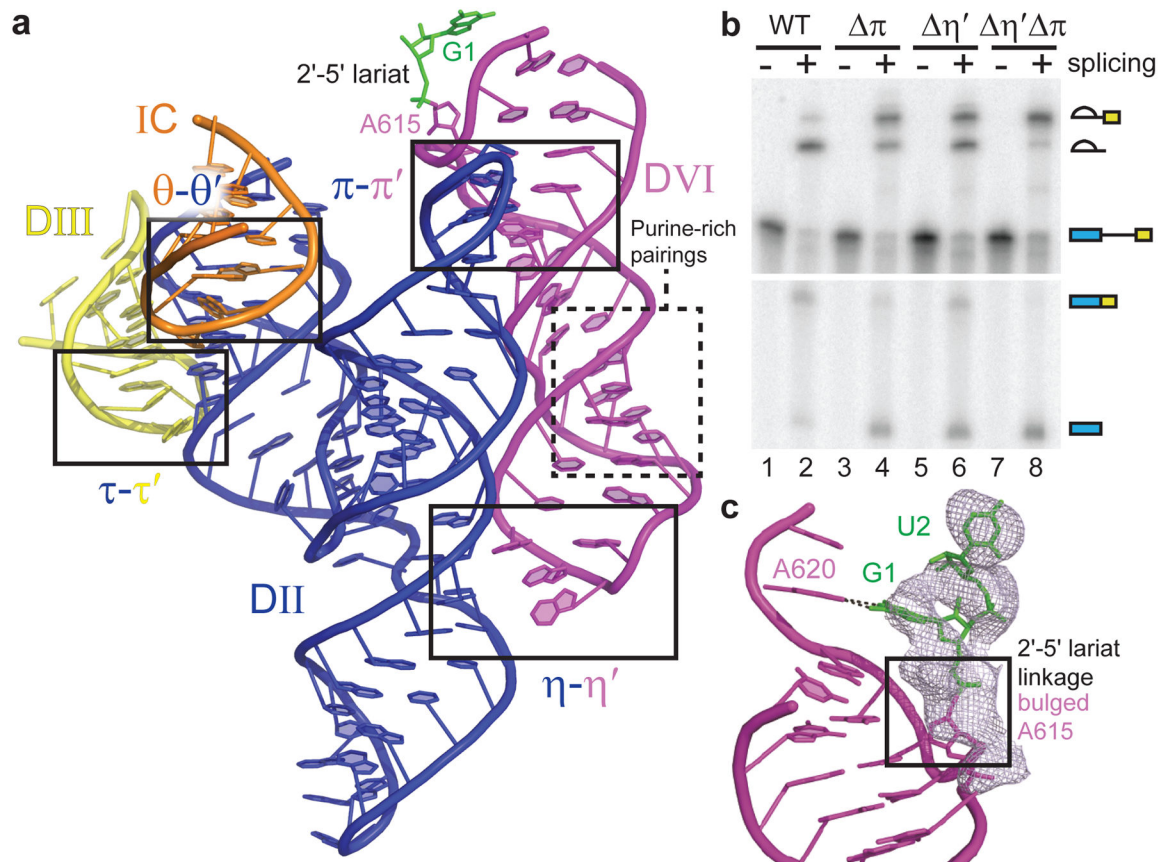 a
G1
2'-5' lariat
A615
IC
θ-θ′
π-π′
DVI
DIII
Purine-rich
pairings
τ-τ′
DII
η-η′
b
WT Δπ Δη′ Δη′Δπ
- + - + - + - + splicing
1 2 3 4 5 6 7 8
c
U2
A620
G1
2'-5' lariat
linkage
bulged
A615